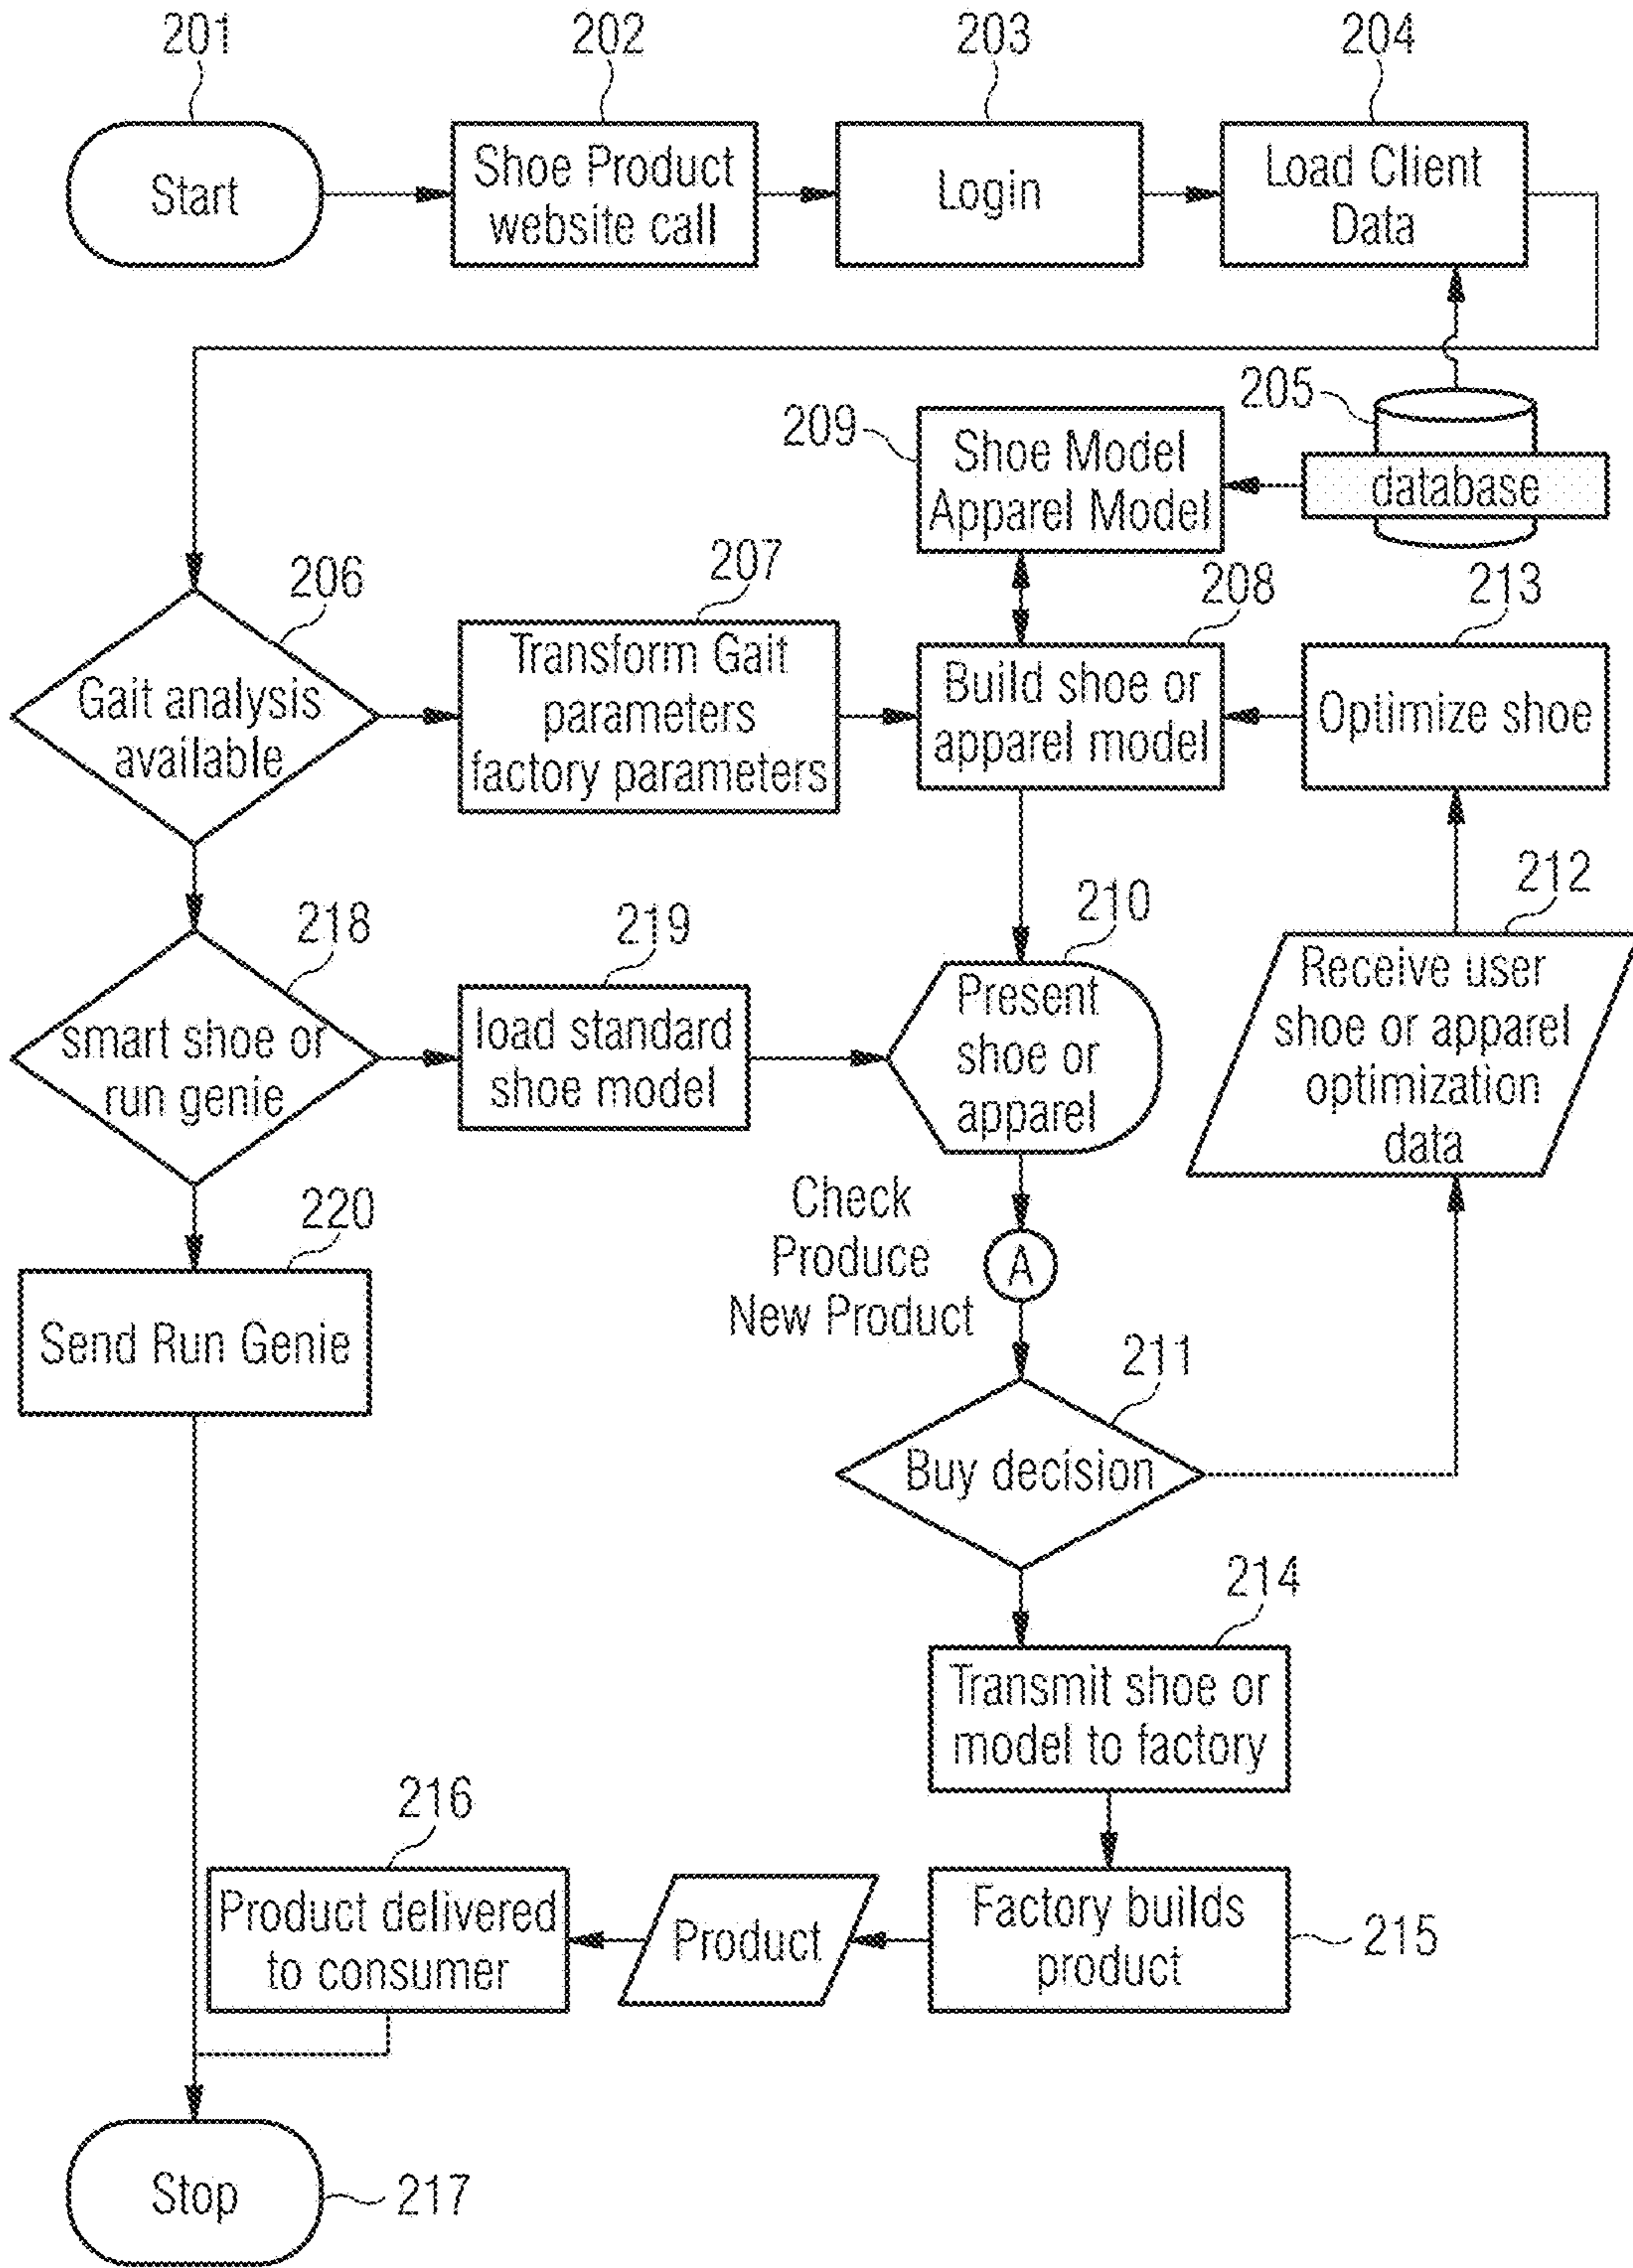 201
202
203
204
Start
Shoe Product
website call
Login
Load Client
Data
205
database
209
Shoe Model
Apparel Model
206
Gait analysis
available
207
Transform Gait
parameters
factory parameters
208
Build shoe or
apparel model
213
Optimize shoe
218
smart shoe or
run genie
219
load standard
shoe model
210
Present
shoe or
apparel
212
Receive user
shoe or apparel
optimization
data
Check
Produce
New Product
A
220
Send Run Genie
211
Buy decision
214
Transmit shoe or
model to factory
216
Product delivered
to consumer
Product
Factory builds
product
215
Stop
217